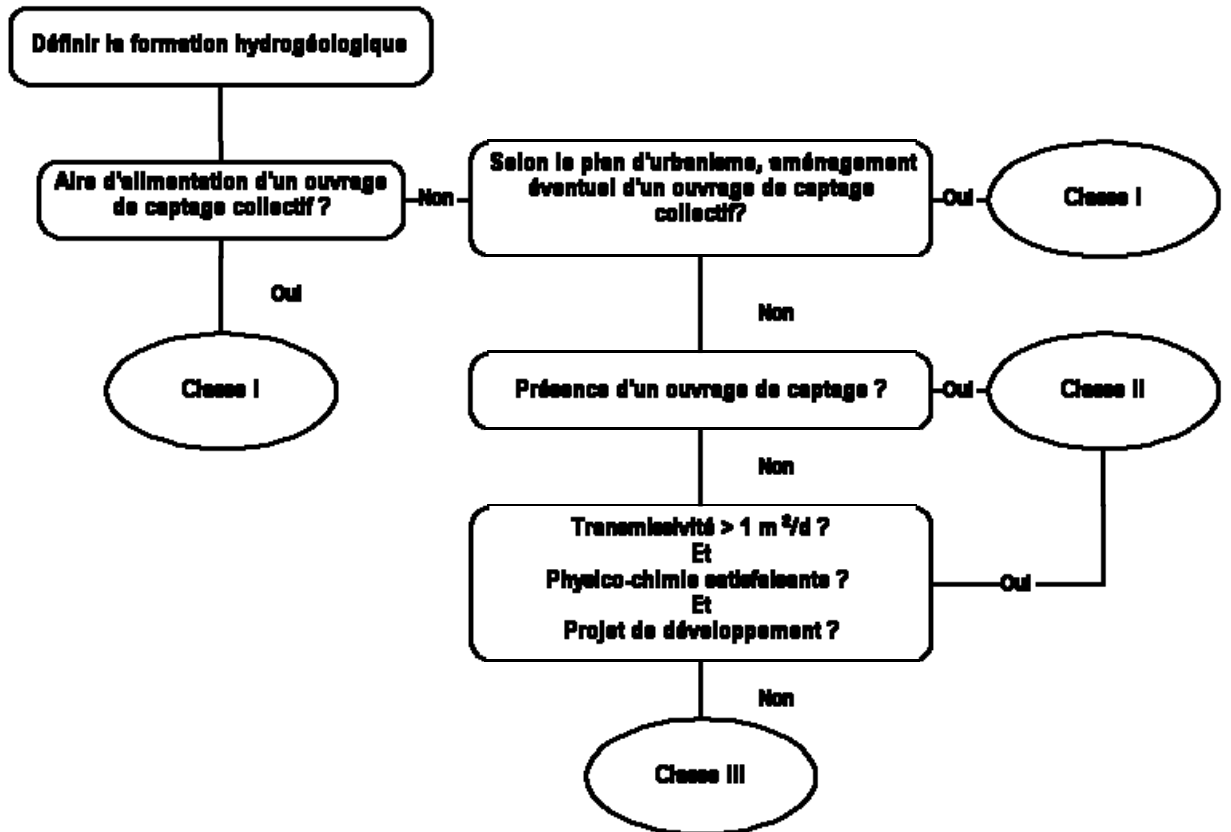 Définir la formation hydrogéologique
Aire d'alimentation d'un ouvrage
de captage collectif ?
Non
Selon le plan d'urbanisme, aménagement
éventuel d'un ouvrage de captage
collectif?
Oui
Classe I
Oui
Non
Classe I
Présence d'un ouvrage de captage ?
Oui
Classe II
Non
Transmissivité > 1 m²/d ?
Et
Physico-chimie satisfaisante ?
Et
Projet de développement ?
Oui
Non
Classe III